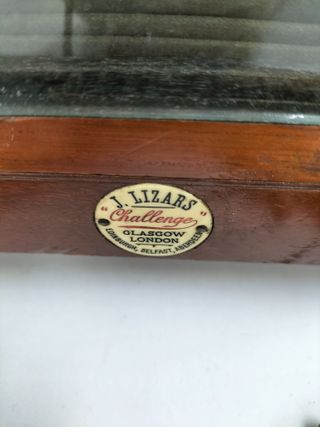 J. LIZARS
"Challenge"
GLASGOW
LONDON
EDINBURGH, BELFAST, ABERDEEN